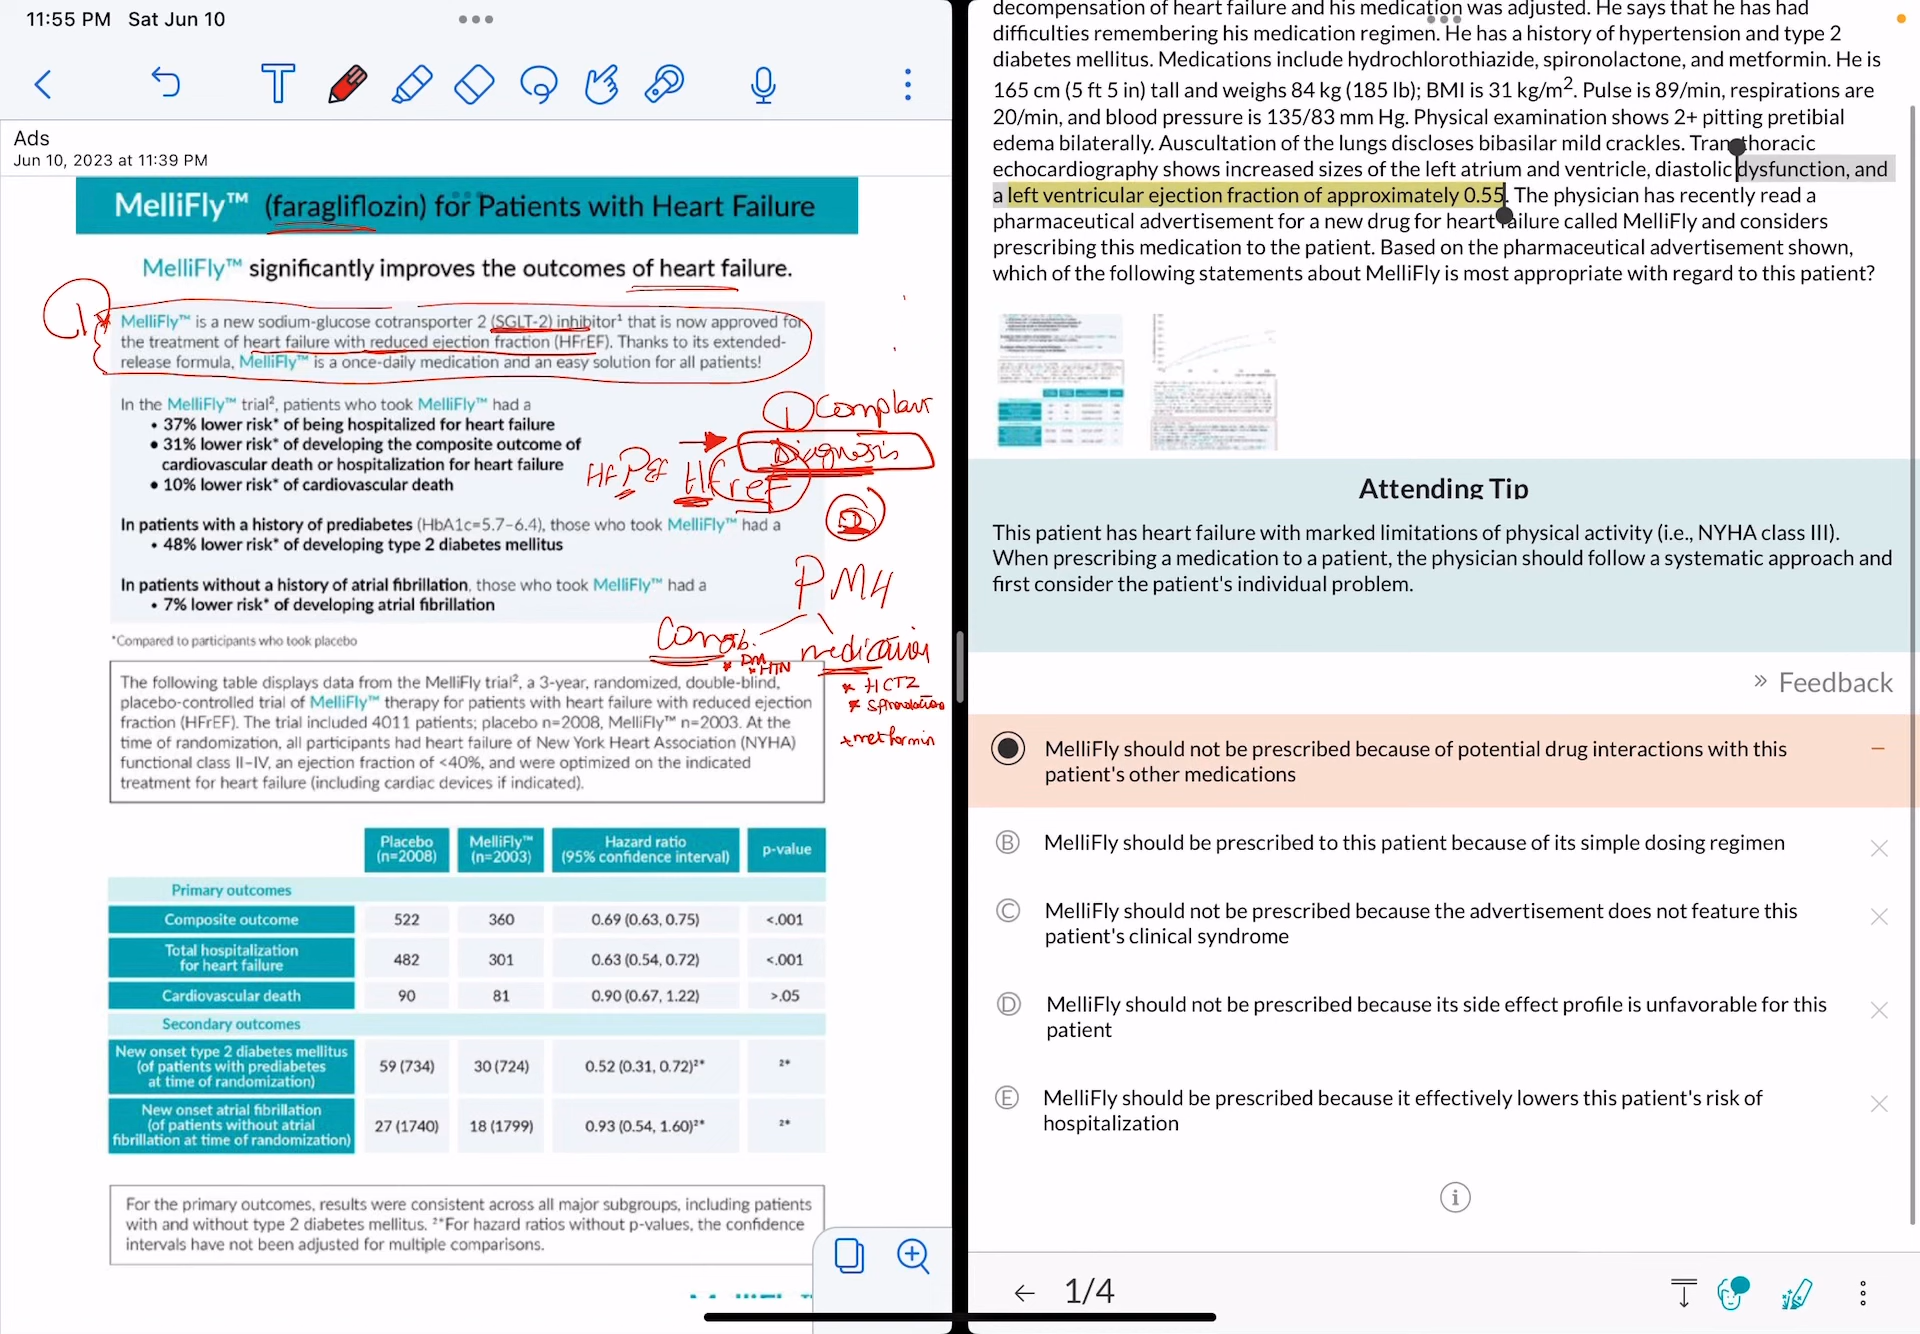 11:55 PM Sat Jun 10
T
Ads
Jun 10, 2023 at 11:39 PM
MelliFly™ (faragliflozin) for Patients with Heart Failure
MelliFly™ significantly improves the outcomes of heart failure.
1
MelliFly™ is a new sodium-glucose cotransporter 2 (SGLT-2) inhibitor¹ that is now approved for
the treatment of heart failure with reduced ejection fraction (HFrEF). Thanks to its extended-
release formula, MelliFly™ is a once-daily medication and an easy solution for all patients!
In the MelliFly™ trial², patients who took MelliFly™ had a
• 37% lower risk* of being hospitalized for heart failure
• 31% lower risk* of developing the composite outcome of
cardiovascular death or hospitalization for heart failure
• 10% lower risk* of cardiovascular death
In patients with a history of prediabetes (HbA1c=5.7–6.4), those who took MelliFly™ had a
• 48% lower risk* of developing type 2 diabetes mellitus
In patients without a history of atrial fibrillation, those who took MelliFly™ had a
• 7% lower risk* of developing atrial fibrillation
*Compared to participants who took placebo
1 Complaint
Diagnosis
HFPEF HFreF
PMH
Comorb.
* DM
* HTN
medication
* HCTZ
* Spironolactone
* metformin
The following table displays data from the MelliFly trial², a 3-year, randomized, double-blind,
placebo-controlled trial of MelliFly™ therapy for patients with heart failure with reduced ejection
fraction (HFrEF). The trial included 4011 patients; placebo n=2008, MelliFly™ n=2003. At the
time of randomization, all participants had heart failure of New York Heart Association (NYHA)
functional class II–IV, an ejection fraction of <40%, and were optimized on the indicated
treatment for heart failure (including cardiac devices if indicated).
Placebo (n=2008) MelliFly™ (n=2003) Hazard ratio (95% confidence interval) p-value
Primary outcomes
Composite outcome 522 360 0.69 (0.63, 0.75) <.001
Total hospitalization for heart failure 482 301 0.63 (0.54, 0.72) <.001
Cardiovascular death 90 81 0.90 (0.67, 1.22) >.05
Secondary outcomes
New onset type 2 diabetes mellitus (of patients with prediabetes at time of randomization) 59 (734) 30 (724) 0.52 (0.31, 0.72)²* ²*
New onset atrial fibrillation (of patients without atrial fibrillation at time of randomization) 27 (1740) 18 (1799) 0.93 (0.54, 1.60)²* ²*
For the primary outcomes, results were consistent across all major subgroups, including patients
with and without type 2 diabetes mellitus. ²*For hazard ratios without p-values, the confidence
intervals have not been adjusted for multiple comparisons.
decompensation of heart failure and his medication was adjusted. He says that he has had
difficulties remembering his medication regimen. He has a history of hypertension and type 2
diabetes mellitus. Medications include hydrochlorothiazide, spironolactone, and metformin. He is
165 cm (5 ft 5 in) tall and weighs 84 kg (185 lb); BMI is 31 kg/m². Pulse is 89/min, respirations are
20/min, and blood pressure is 135/83 mm Hg. Physical examination shows 2+ pitting pretibial
edema bilaterally. Auscultation of the lungs discloses bibasilar mild crackles. Transthoracic
echocardiography shows increased sizes of the left atrium and ventricle, diastolic dysfunction, and
a left ventricular ejection fraction of approximately 0.55. The physician has recently read a
pharmaceutical advertisement for a new drug for heart failure called MelliFly and considers
prescribing this medication to the patient. Based on the pharmaceutical advertisement shown,
which of the following statements about MelliFly is most appropriate with regard to this patient?
Attending Tip
This patient has heart failure with marked limitations of physical activity (i.e., NYHA class III).
When prescribing a medication to a patient, the physician should follow a systematic approach and
first consider the patient's individual problem.
» Feedback
MelliFly should not be prescribed because of potential drug interactions with this
patient's other medications
B MelliFly should be prescribed to this patient because of its simple dosing regimen
C MelliFly should not be prescribed because the advertisement does not feature this
patient's clinical syndrome
D MelliFly should not be prescribed because its side effect profile is unfavorable for this
patient
E MelliFly should be prescribed because it effectively lowers this patient's risk of
hospitalization
1/4